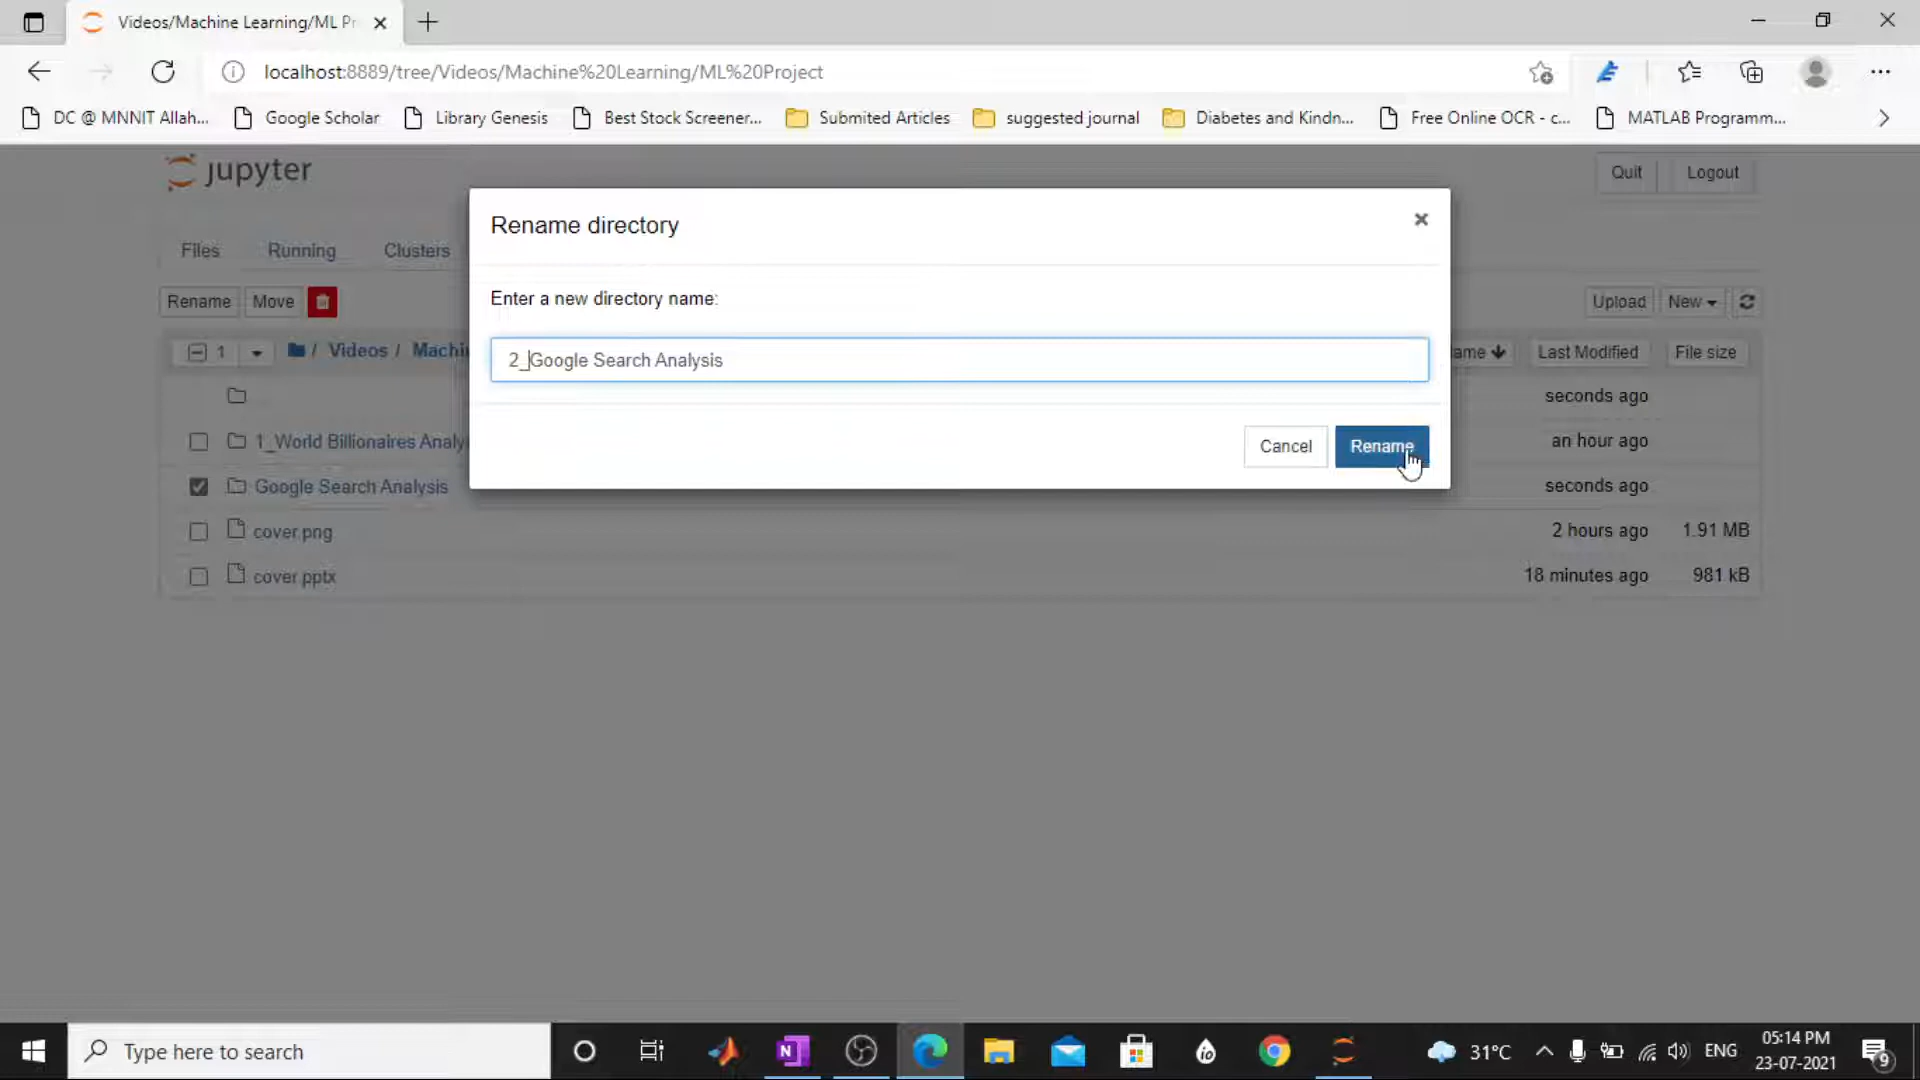 Videos/Machine Learning/ML Pr
localhost:8889/tree/Videos/Machine%20Learning/ML%20Project
DC @ MNNIT Allah... Google Scholar Library Genesis Best Stock Screener... Submited Articles suggested journal Diabetes and Kindn... Free Online OCR - c... MATLAB Programm...
jupyter Quit Logout
Rename directory
Files Running Clusters
Enter a new directory name:
Rename Move Upload New
1 / Videos / Machi ame Last Modified File size
2_Google Search Analysis
seconds ago
1_World Billionaires Analy an hour ago
Cancel Rename
Google Search Analysis seconds ago
cover.png 2 hours ago 1.91 MB
cover.pptx 18 minutes ago 981 kB
Type here to search 31°C ENG 05:14 PM
23-07-2021 9